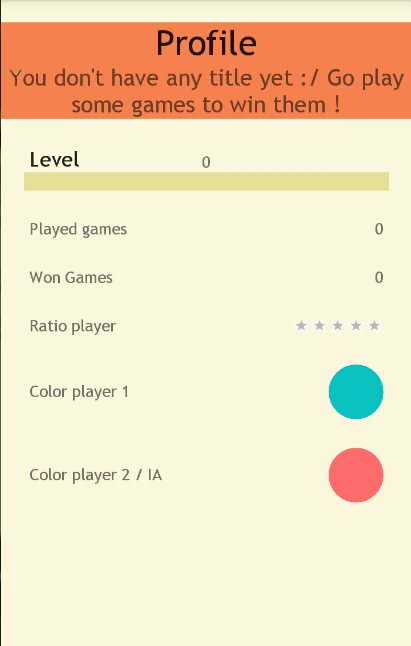 Profile
You don't have any title yet :/ Go play
some games to win them !
Level 0
Played games 0
Won Games 0
Ratio player
Color player 1
Color player 2 / IA